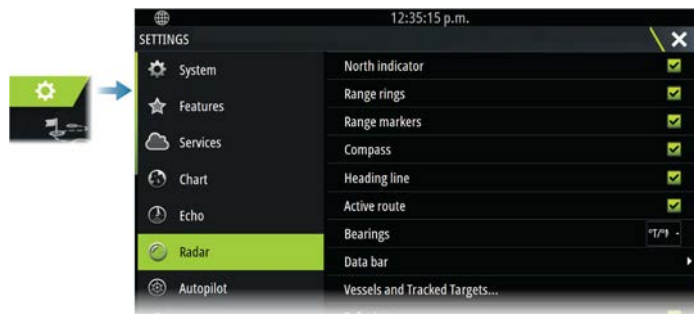 12:35:15 p.m.
SETTINGS
System
Features
Services
Chart
Echo
Radar
Autopilot
North indicator
Range rings
Range markers
Compass
Heading line
Active route
Bearings
Data bar
Vessels and Tracked Targets...